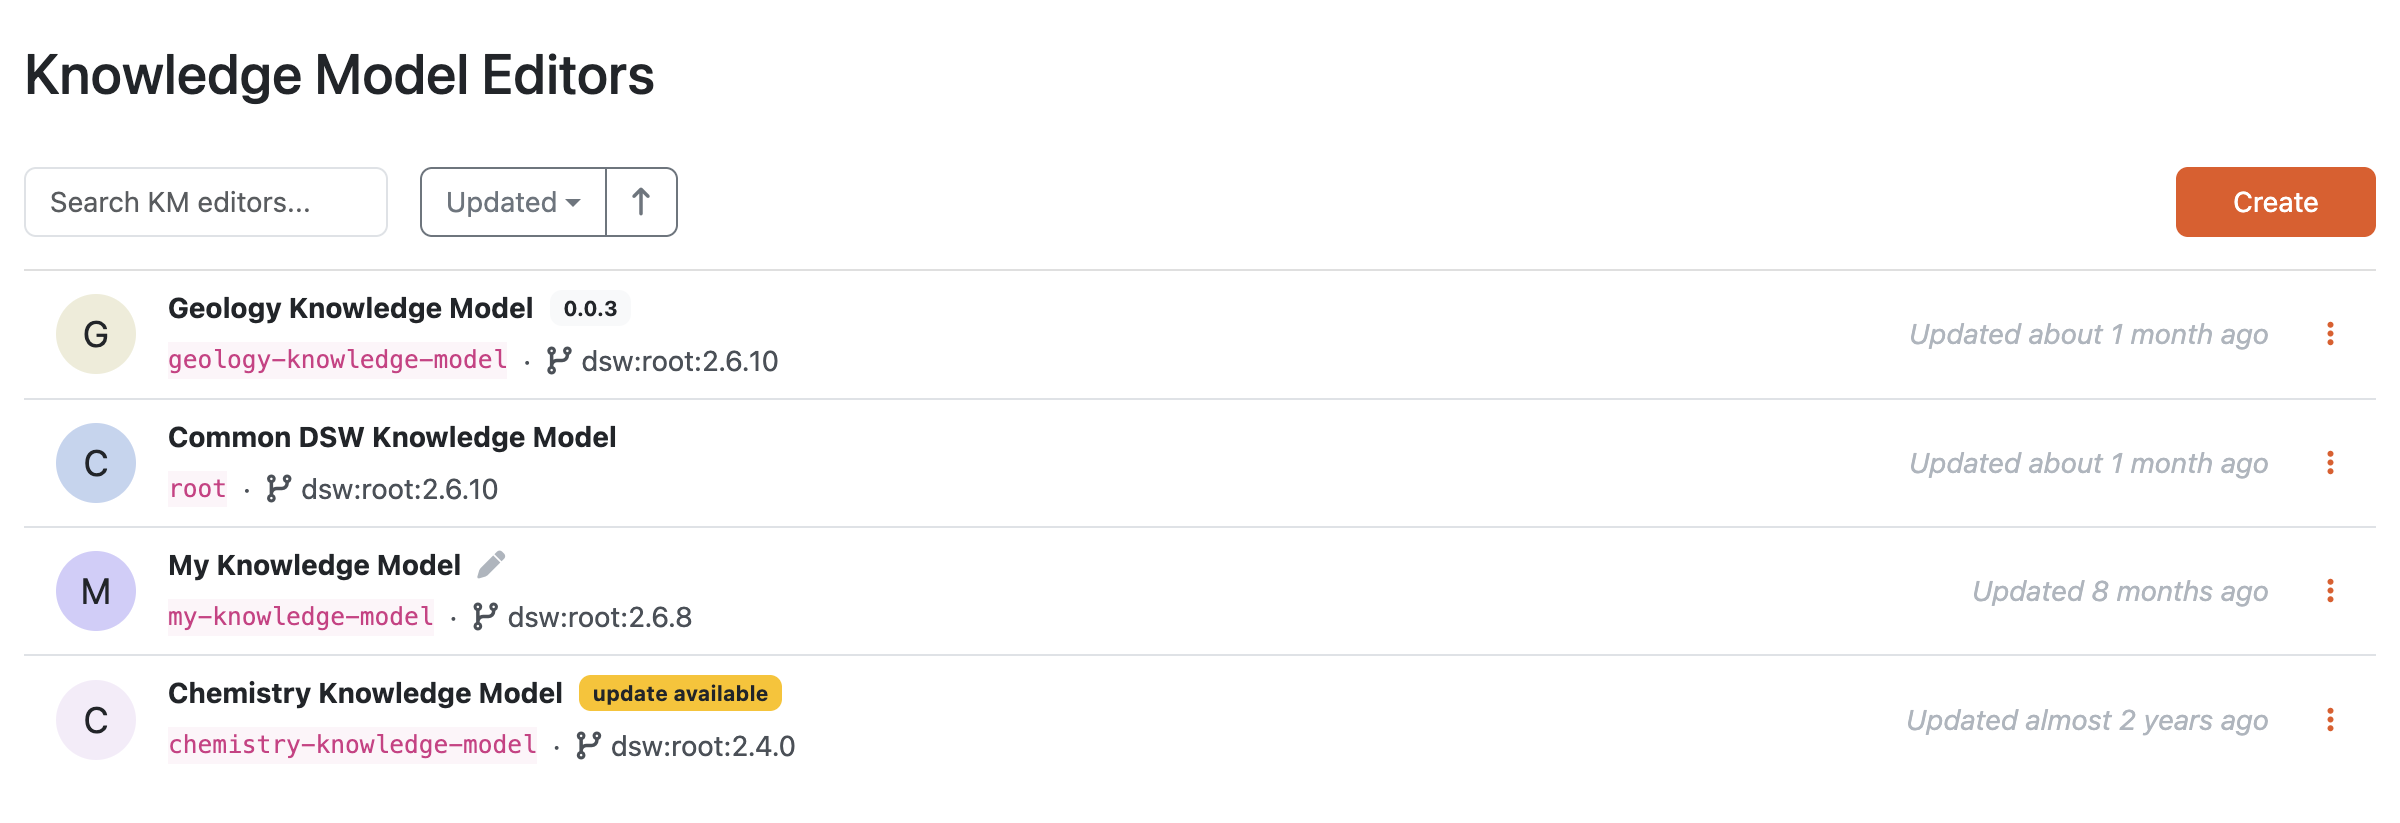 Knowledge Model Editors
Search KM editors...
Updated
Create
G
Geology Knowledge Model 0.0.3
geology-knowledge-model · dsw:root:2.6.10
Updated about 1 month ago
C
Common DSW Knowledge Model
root · dsw:root:2.6.10
Updated about 1 month ago
M
My Knowledge Model
my-knowledge-model · dsw:root:2.6.8
Updated 8 months ago
C
Chemistry Knowledge Model update available
chemistry-knowledge-model · dsw:root:2.4.0
Updated almost 2 years ago